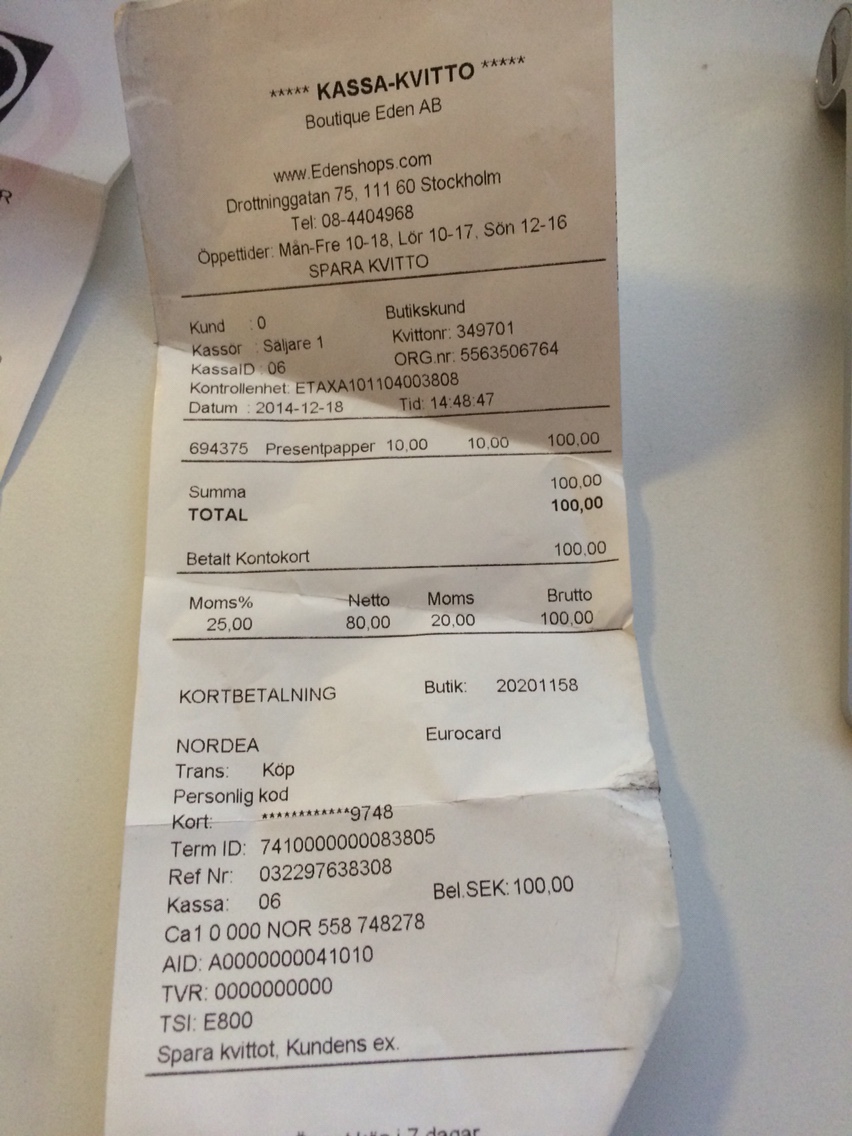 ***** KASSA-KVITTO *****
Boutique Eden AB
www.Edenshops.com
Drottninggatan 75, 111 60 Stockholm
Tel: 08-4404968
Öppettider: Mån-Fre 10-18, Lör 10-17, Sön 12-16
SPARA KVITTO
Kund : 0 Butikskund
Kassör : Säljare 1 Kvittonr: 349701
KassaID : 06 ORG.nr: 5563506764
Kontrollenhet: ETAXA101104003808
Datum : 2014-12-18 Tid: 14:48:47
694375 Presentpapper 10,00 10,00 100,00
Summa 100,00
TOTAL 100,00
Betalt Kontokort 100,00
Moms% Netto Moms Brutto
25,00 80,00 20,00 100,00
KORTBETALNING Butik: 20201158
NORDEA Eurocard
Trans: Köp
Personlig kod
Kort: ************9748
Term ID: 7410000000083805
Ref Nr: 032297638308
Kassa: 06 Bel.SEK: 100,00
Ca1 0 000 NOR 558 748278
AID: A0000000041010
TVR: 0000000000
TSI: E800
Spara kvittot, Kundens ex.
i 7 dagar